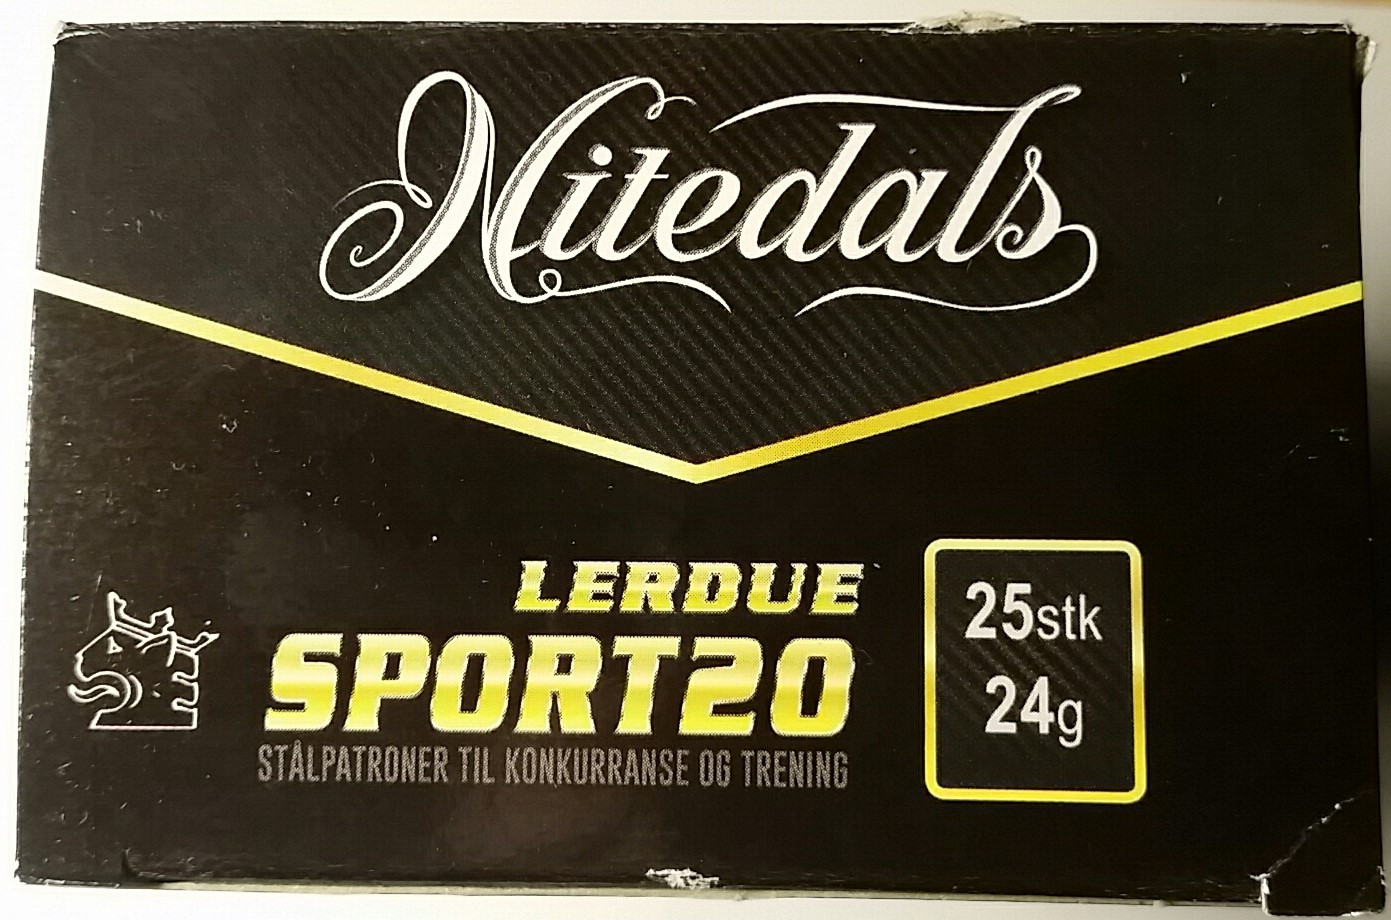 Nitedals
LERDUE
SPORT20
STÅLPATRONER TIL KONKURRANSE OG TRENING
25stk
24g